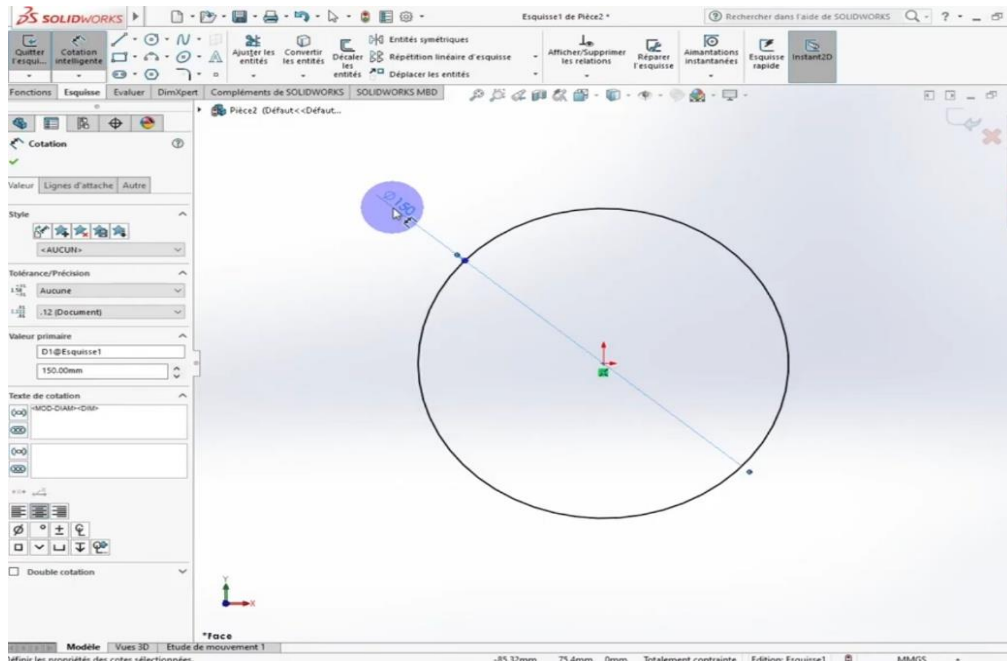 SOLIDWORKS
Esquisse1 de Pièce2 *
Rechercher dans l'aide de SOLIDWORKS
Quitter l'esqui...
Cotation intelligente
Ajuster les entités
Convertir les entités
Décaler les entités
Entités symétriques
Répétition linéaire d'esquisse
Déplacer les entités
Afficher/Supprimer les relations
Réparer l'esquisse
Aimantations instantanées
Esquisse rapide
Instant2D
Fonctions Esquisse Evaluer DimXpert Compléments de SOLIDWORKS SOLIDWORKS MBD
Pièce2 (Défaut<<Défaut...
Cotation
Valeur Lignes d'attache Autre
Style
<AUCUN>
Tolérance/Précision
Aucune
.12 (Document)
Valeur primaire
D1@Esquisse1
150.00mm
Texte de cotation
<MOD-DIAM><DIM>
Double cotation
∅150
Y
X
*Face
Modèle Vues 3D Etude de mouvement 1
Définir les propriétés des cotes sélectionnées.
-85.32mm 75.4mm 0mm Totalement contrainte Edition: Esquisse1 MMGS